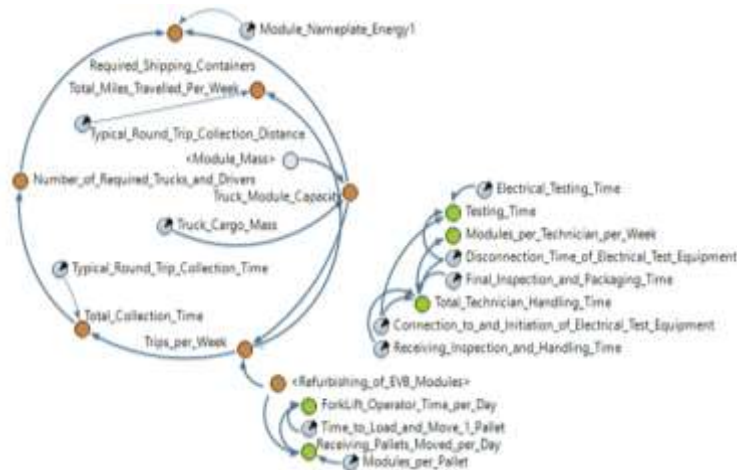 Module_Nameplate_Energy1
Required_Shipping_Containers
Total_Miles_Travelled_Per_Week
Typical_Round_Trip_Collection_Distance
<Module_Mass>
Number_of_Required_Trucks_and_Drivers
Truck_Module_Capacity
Truck_Cargo_Mass
Typical_Round_Trip_Collection_Time
Total_Collection_Time
Trips_per_Week
<Refurbishing_of_EVB_Modules>
ForkLift_Operator_Time_per_Day
Time_to_Load_and_Move_1_Pallet
Receiving_Pallets_Moved_per_Day
Modules_per_Pallet
Electrical_Testing_Time
Testing_Time
Modules_per_Technician_per_Week
Disconnection_Time_of_Electrical_Test_Equipment
Final_Inspection_and_Packaging_Time
Total_Technician_Handling_Time
Connection_to_and_Initiation_of_Electrical_Test_Equipment
Receiving_Inspection_and_Handling_Time